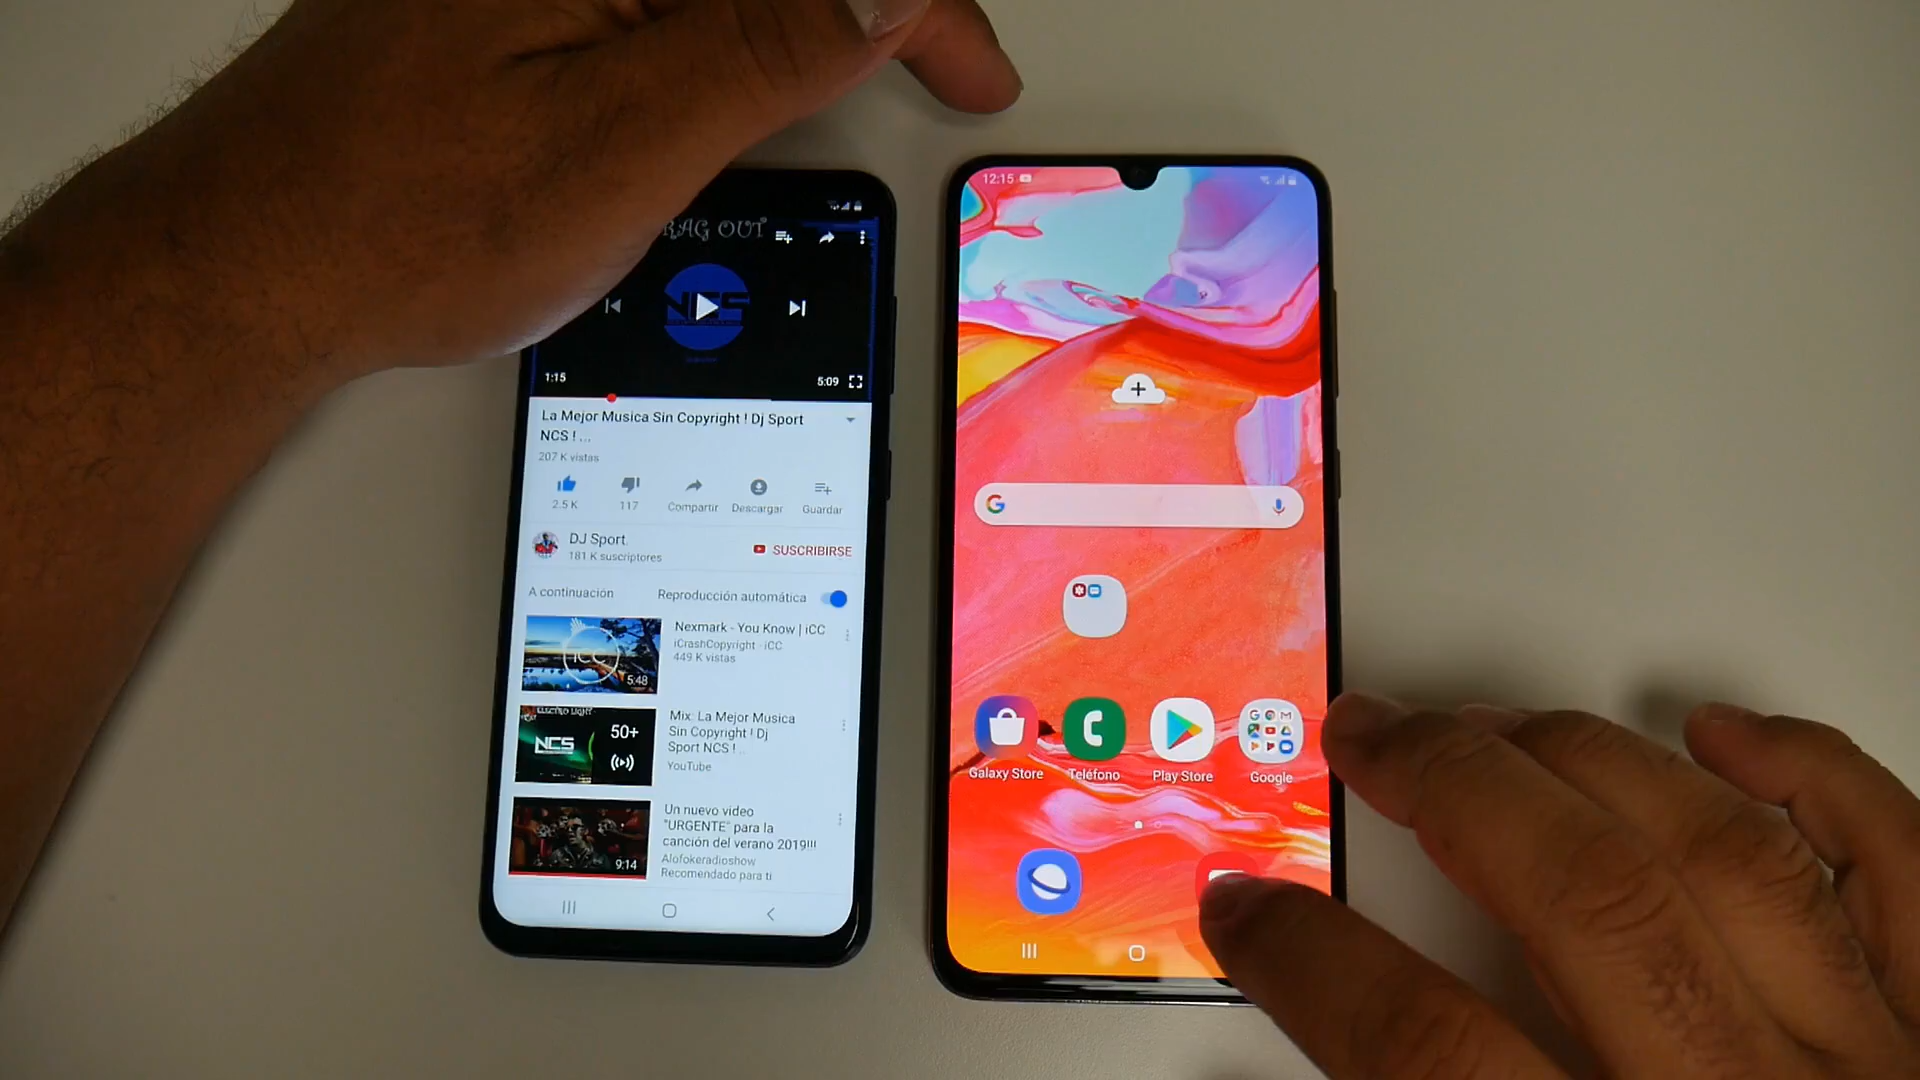 RAG OUT
NCS
1:15
5:09
La Mejor Musica Sin Copyright ! Dj Sport
NCS ! ...
207 K vistas
2.5 K
117
Compartir
Descargar
Guardar
DJ Sport.
181 K suscriptores
SUSCRIBIRSE
A continuación
Reproducción automática
ICC
5:48
Nexmark - You Know | iCC
iCrashCopyright - iCC
449 K vistas
ELECTRO LIGHT
NCS
50+
Mix: La Mejor Musica
Sin Copyright ! Dj
Sport NCS ! ...
YouTube
9:14
Un nuevo video
"URGENTE" para la
canción del verano 2019!!!
Alofokeradioshow
Recomendado para ti
12:15
G
Galaxy Store
Teléfono
Play Store
Google